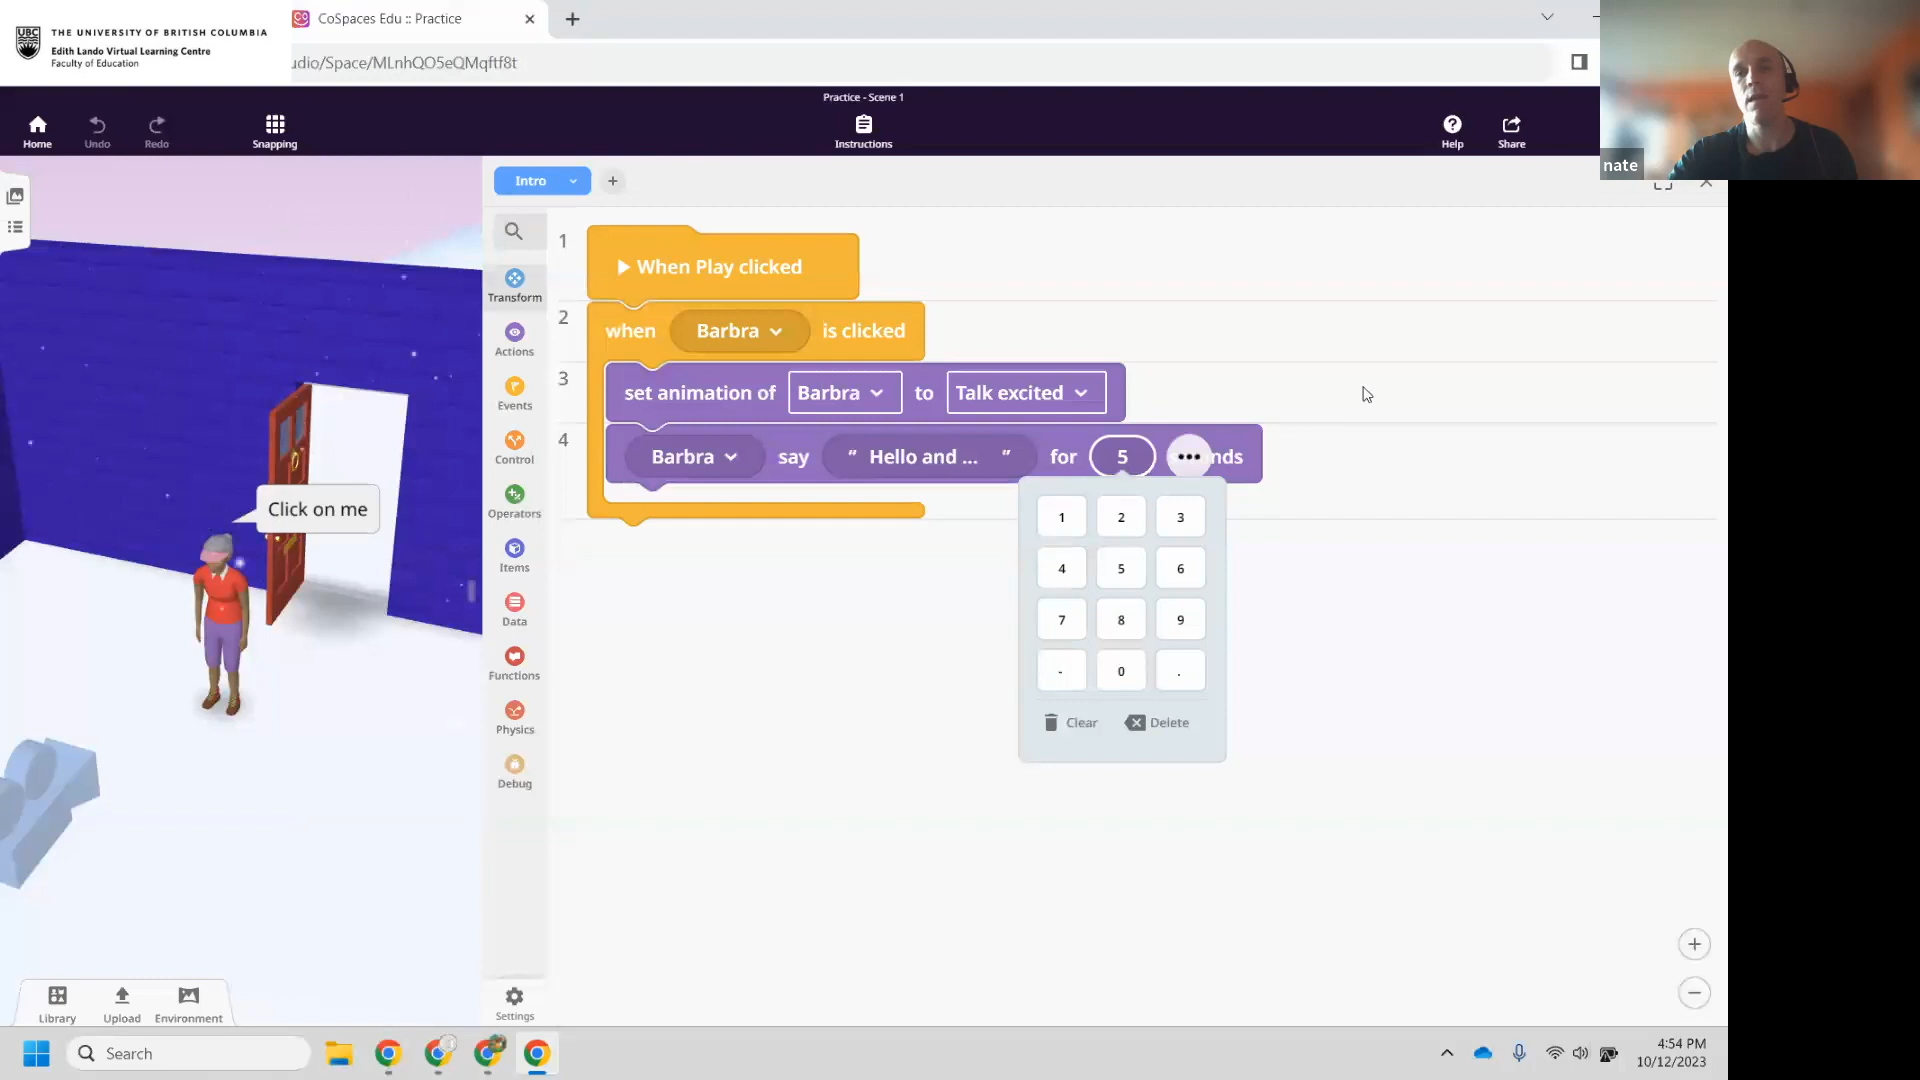 THE UNIVERSITY OF BRITISH COLUMBIA
UBC
Edith Lando Virtual Learning Centre
Faculty of Education
CoSpaces Edu :: Practice
udio/Space/MLnhQO5eQMqftf8t
nate
Practice - Scene 1
Home
Undo
Redo
Snapping
Instructions
Help
Share
Intro
1
When Play clicked
2
when Barbra is clicked
3
set animation of Barbra to Talk excited
4
Barbra say " Hello and ... " for 5 nds
Transform
Actions
Events
Control
Operators
Items
Data
Functions
Physics
Debug
Settings
Click on me
1 2 3
4 5 6
7 8 9
- 0 .
Clear Delete
Library
Upload
Environment
Search
4:54 PM
10/12/2023